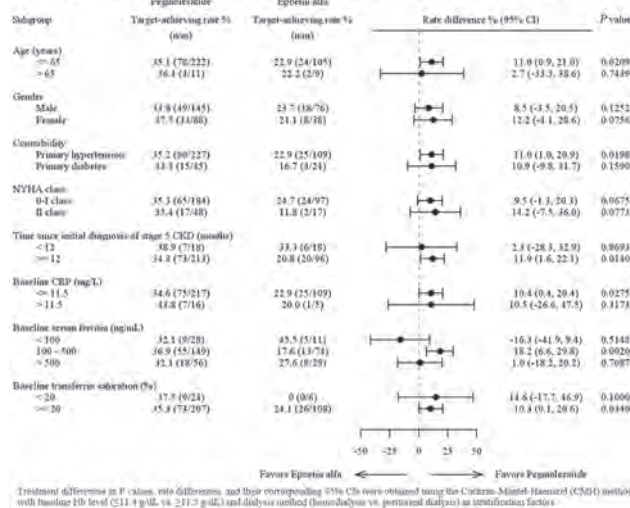 Pegmolesatide Epoetin alfa
Subgroup Target-achieving rate % Target-achieving rate % Rate difference % (95% CI) P value
(n/m) (n/m)
Age (years)
<= 65 35.1 (78/222) 22.9 (24/105) 11.0 (0.9, 21.0) 0.0209
> 65 36.4 (4/11) 22.2 (2/9) 2.7 (-33.3, 38.6) 0.7439
Gender
Male 33.8 (49/145) 23.7 (18/76) 8.5 (-3.5, 20.5) 0.1252
Female 37.5 (33/88) 21.1 (8/38) 12.2 (-4.1, 28.6) 0.0756
Comorbidity
Primary hypertension 35.2 (80/227) 22.9 (25/109) 11.0 (1.0, 20.9) 0.0198
Primary diabetes (15/45) 16.7 (4/24) 10.9 (-9.8, 31.7) 0.1590
NYHA class
0-I class 35.3 (65/184) 24.7 (24/97) 9.5 (-1.3, 20.3) 0.0675
II class 35.4 (17/48) 11.8 (2/17) 14.2 (-7.5, 36.0) 0.0773
Time since initial diagnosis of stage 5 CKD (months)
< 12 38.9 (7/18) 33.3 (6/18) 2.3 (-28.3, 32.9) 0.8693
>= 12 34.3 (73/213) 20.8 (20/96) 11.9 (1.6, 22.1) 0.0140
Baseline CRP (mg/L)
<= 11.5 34.6 (75/217) 22.9 (25/109) 10.4 (0.4, 20.4) 0.0275
> 11.5 43.8 (7/16) 20.0 (1/5) 10.5 (-26.6, 47.5) 0.3173
Baseline serum ferritin (ng/mL)
< 100 32.1 (9/28) 45.5 (5/11) -16.3 (-41.9, 9.4) 0.5148
100 - 500 36.9 (55/149) 17.6 (13/74) 18.2 (6.6, 29.8) 0.0020
> 500 32.1 (18/56) 27.6 (8/29) 1.0 (-18.2, 20.2) 0.7087
Baseline transferrin saturation (%)
< 20 37.5 (9/24) 0 (0/6) 14.6 (-17.7, 46.9) 0.1000
>= 20 35.3 (73/207) 24.1 (26/108) 10.3 (0.1, 20.6) 0.0340
-50 -25 0 25 50
Favors Epoetin alfa Favors Pegmolesatide
Treatment difference in P values, rate differences, and their corresponding 95% CIs were obtained using the Cochran-Mantel-Haenszel (CMH) method
with baseline Hb level and dialysis method (hemodialysis vs. peritoneal dialysis) as stratification factors